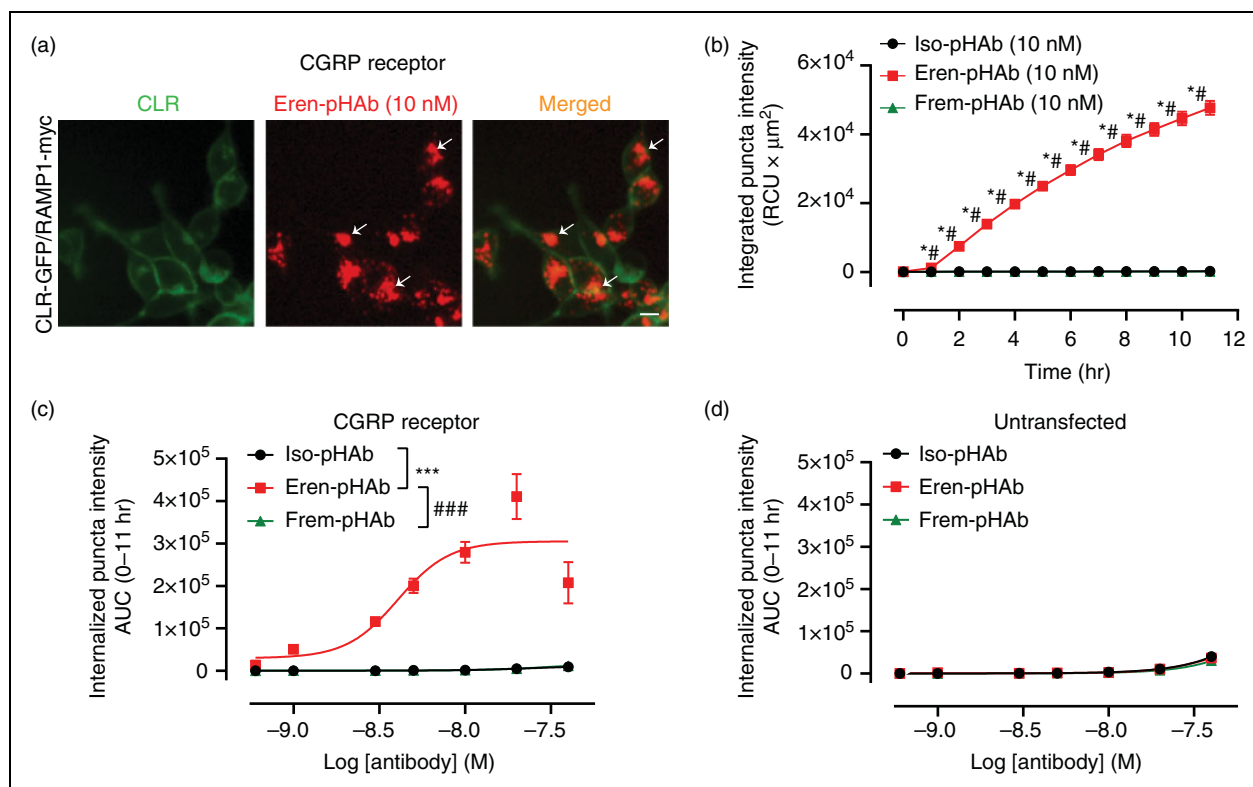 (a)
CGRP receptor
CLR
Eren-pHAb (10 nM)
Merged
CLR-GFP/RAMP1-myc
(b)
Iso-pHAb (10 nM)
Eren-pHAb (10 nM)
Frem-pHAb (10 nM)
Integrated puncta intensity
(RCU × μm²)
6×10⁴
4×10⁴
2×10⁴
0
*# *# *# *# *# *# *# *# *# *# *#
0 2 4 6 8 10 12
Time (hr)
(c)
CGRP receptor
Iso-pHAb
Eren-pHAb
Frem-pHAb
***
###
Internalized puncta intensity
AUC (0–11 hr)
5×10⁵
4×10⁵
3×10⁵
2×10⁵
1×10⁵
0
–9.0 –8.5 –8.0 –7.5
Log [antibody] (M)
(d)
Untransfected
Iso-pHAb
Eren-pHAb
Frem-pHAb
Internalized puncta intensity
AUC (0–11 hr)
5×10⁵
4×10⁵
3×10⁵
2×10⁵
1×10⁵
0
–9.0 –8.5 –8.0 –7.5
Log [antibody] (M)